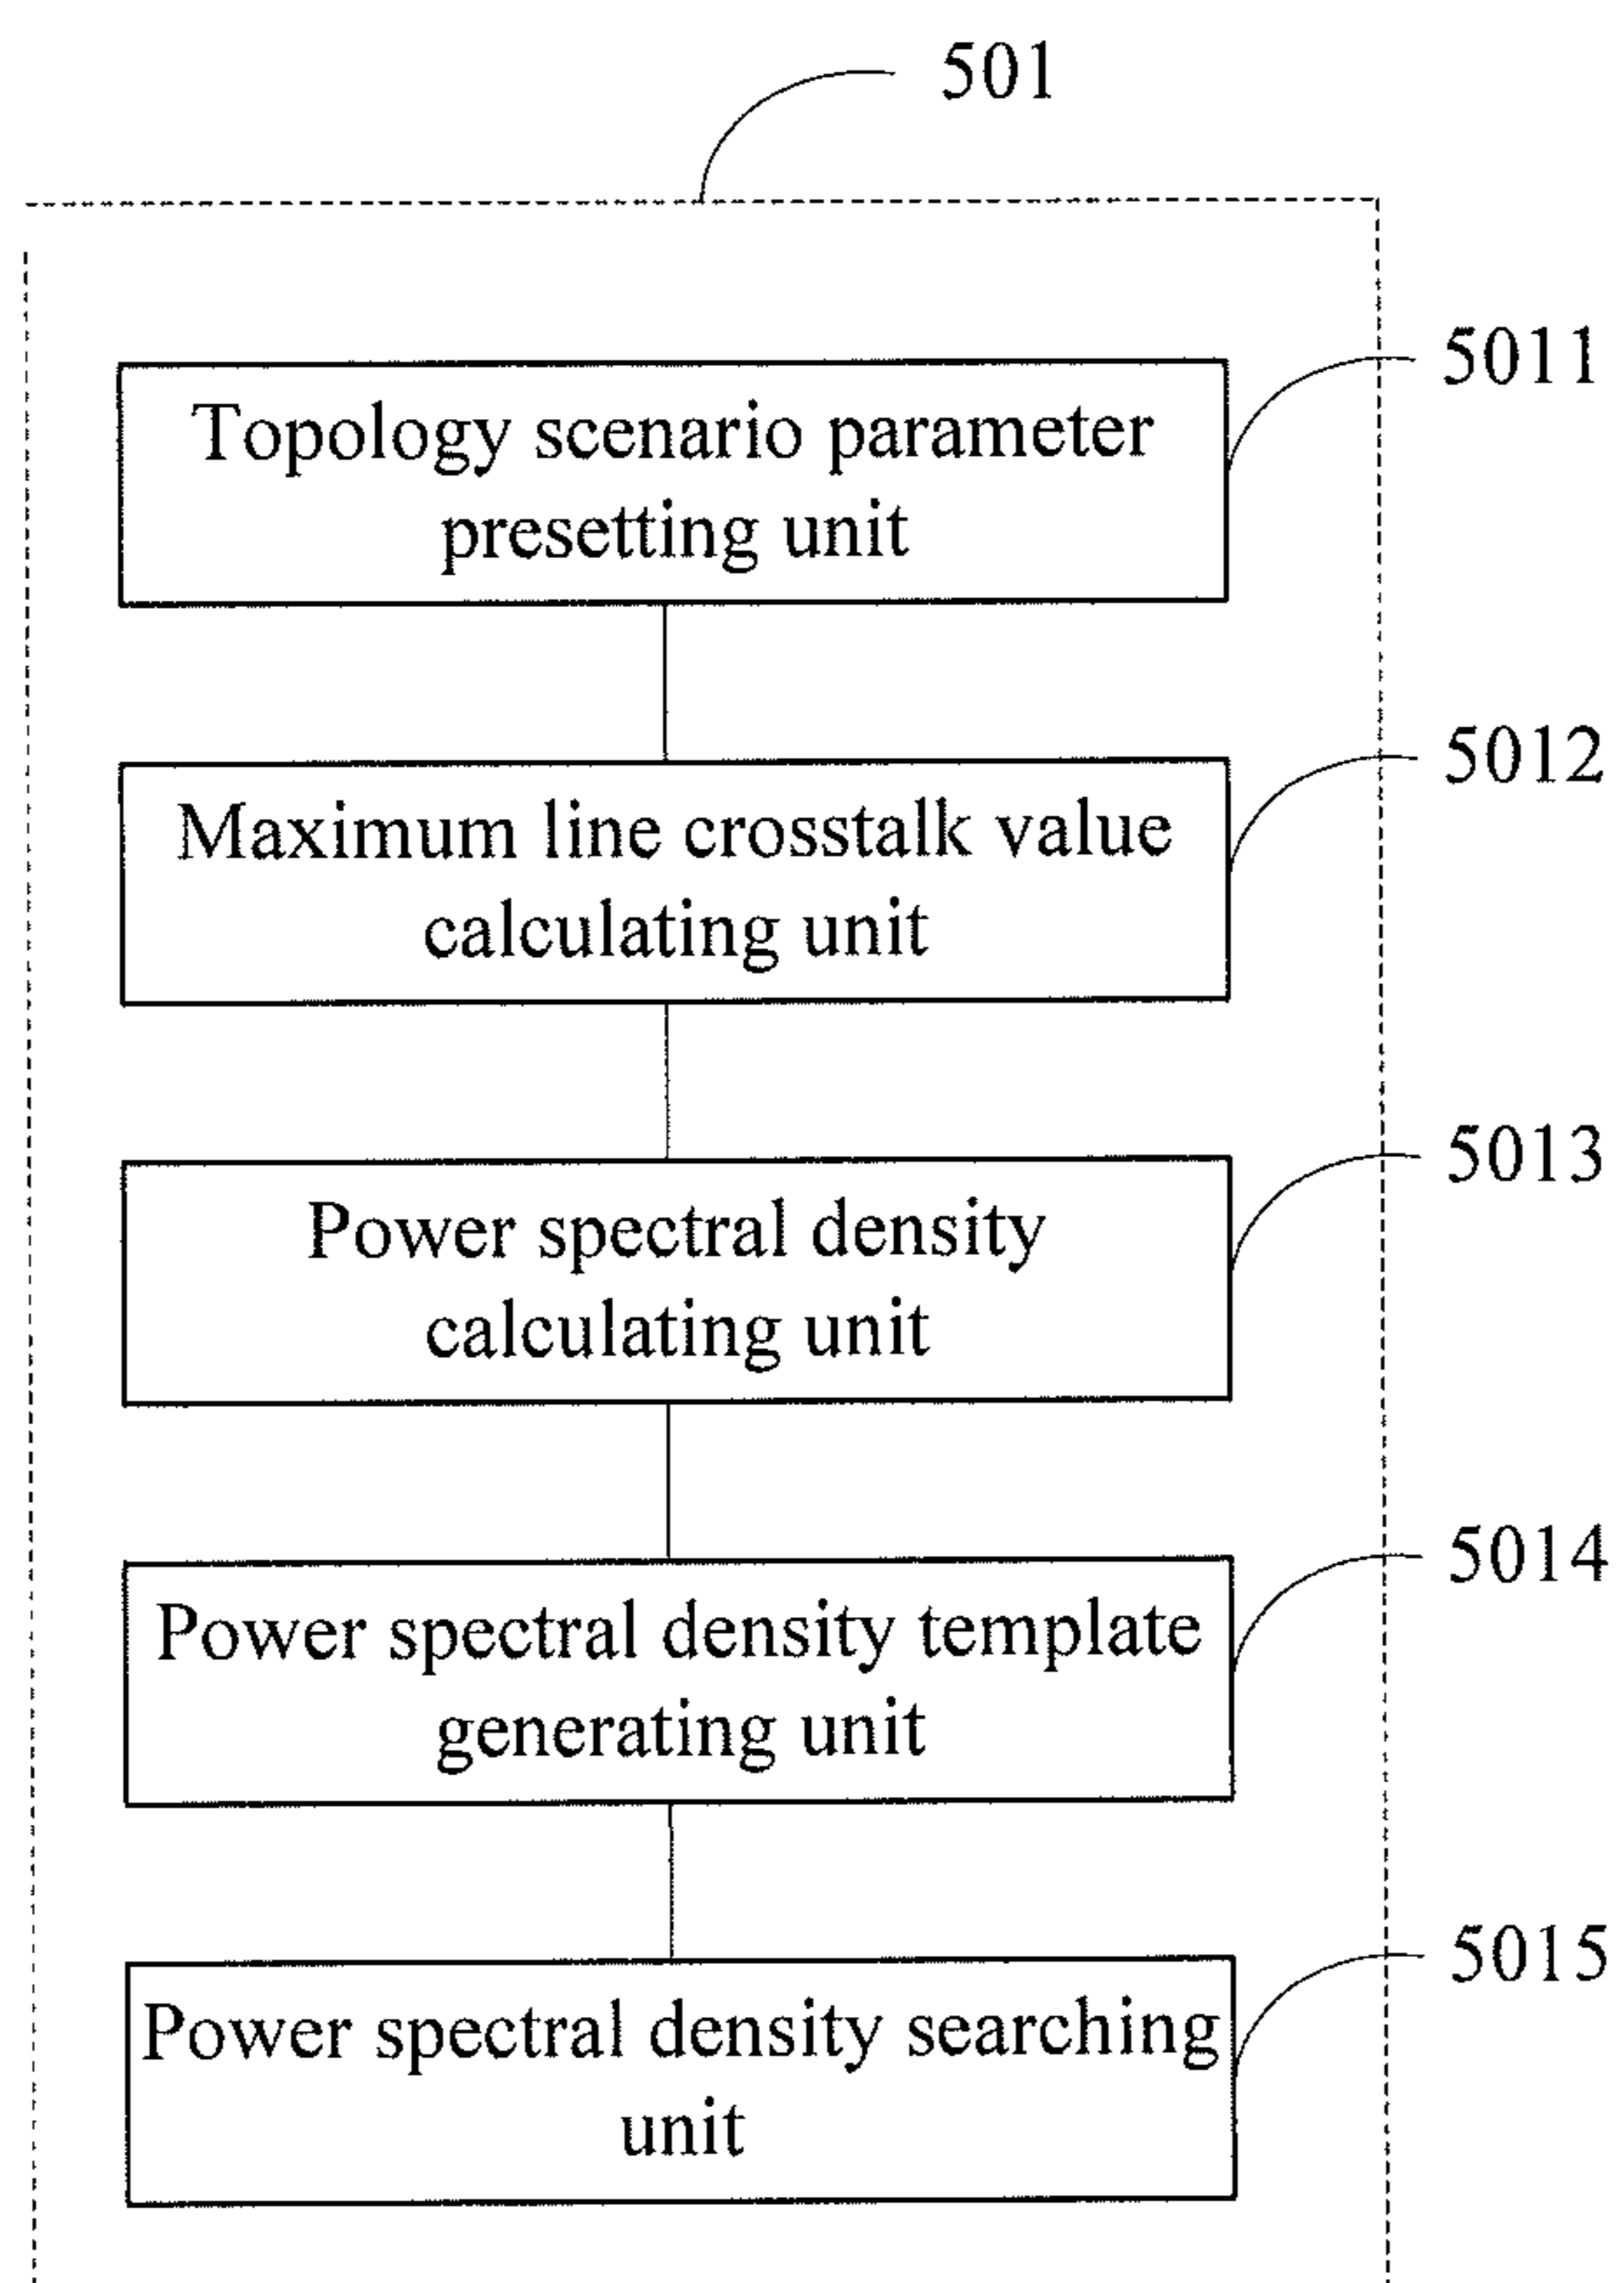 501
5011
Topology scenario parameter
presetting unit
5012
Maximum line crosstalk value
calculating unit
5013
Power spectral density
calculating unit
5014
Power spectral density template
generating unit
5015
Power spectral density searching
unit